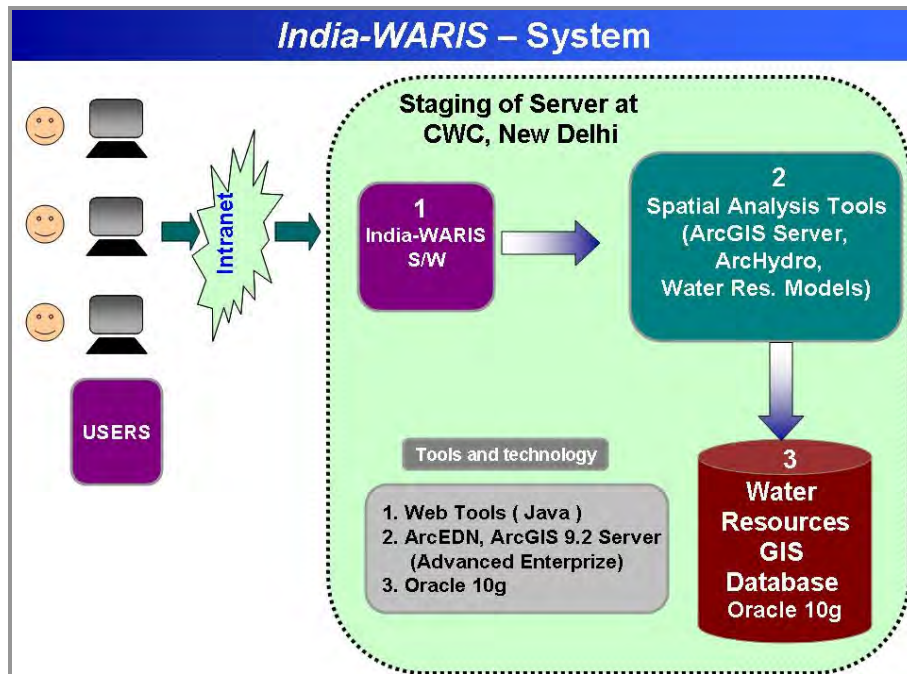 India-WARIS – System
Staging of Server at
CWC, New Delhi
Intranet
USERS
1
India-WARIS
S/W
2
Spatial Analysis Tools
(ArcGIS Server,
ArcHydro,
Water Res. Models)
3
Water
Resources
GIS
Database
Oracle 10g
Tools and technology
1. Web Tools ( Java )
2. ArcEDN, ArcGIS 9.2 Server
(Advanced Enterprize)
3. Oracle 10g